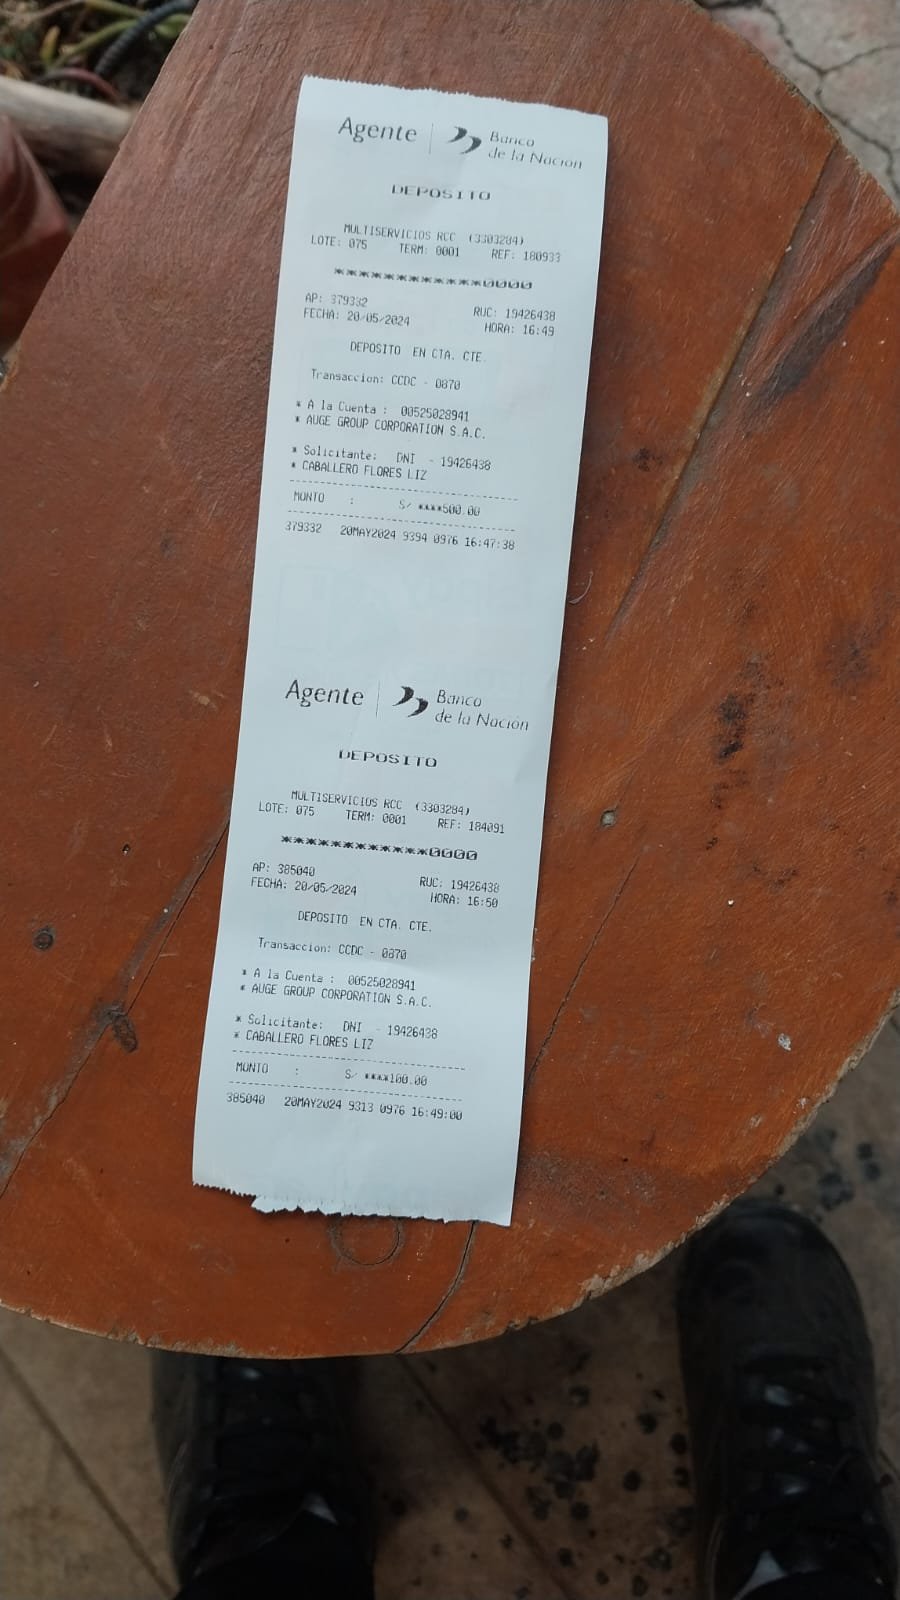 Agente | Banco
de la Nación
DEPOSITO
MULTISERVICIOS RCC (3303284)
LOTE: 075 TERM: 0001 REF: 180933
************0000
AP: 379332 RUC: 19426438
FECHA: 20/05/2024 HORA: 16:49
DEPOSITO EN CTA. CTE.
Transaccion: CCDC - 0870
* A la Cuenta : 00525028941
* AUGE GROUP CORPORATION S.A.C.
* Solicitante: DNI - 19426438
* CABALLERO FLORES LIZ
MONTO : S/ ****500.00
379332 20MAY2024 9394 0976 16:47:38
Agente | Banco
de la Nación
DEPOSITO
MULTISERVICIOS RCC (3303284)
LOTE: 075 TERM: 0001 REF: 184091
************0000
AP: 385040 RUC: 19426438
FECHA: 20/05/2024 HORA: 16:50
DEPOSITO EN CTA. CTE.
Transaccion: CCDC - 0870
* A la Cuenta : 00525028941
* AUGE GROUP CORPORATION S.A.C.
* Solicitante: DNI - 19426438
* CABALLERO FLORES LIZ
MONTO : S/ ****100.00
385040 20MAY2024 9313 0976 16:49:00